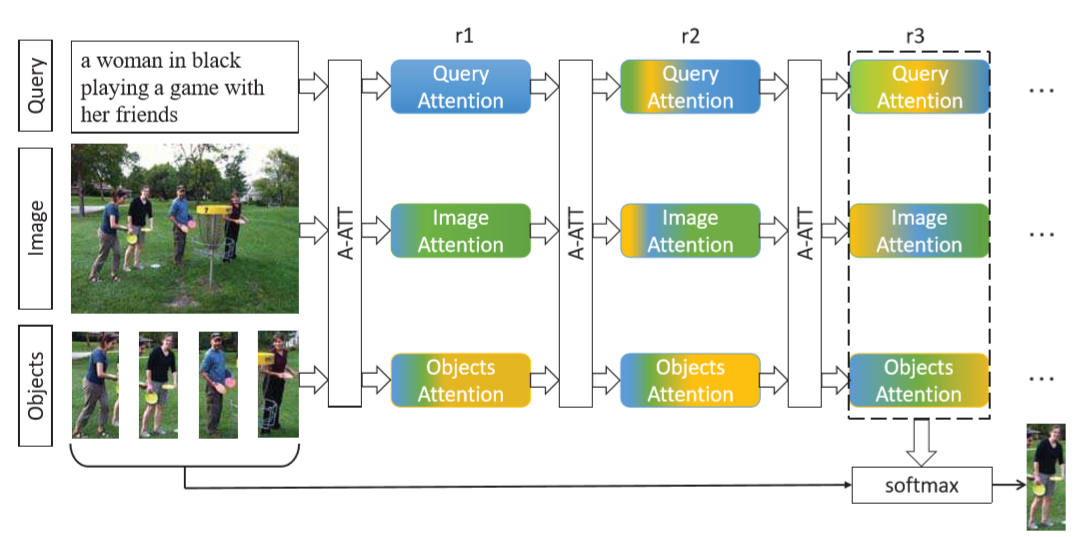 r1
r2
r3
Query
a woman in black
playing a game with
her friends
A-ATT
Query
Attention
A-ATT
Query
Attention
A-ATT
Query
Attention
...
Image
7
Image
Attention
Image
Attention
Image
Attention
...
Objects
Objects
Attention
Objects
Attention
Objects
Attention
...
softmax